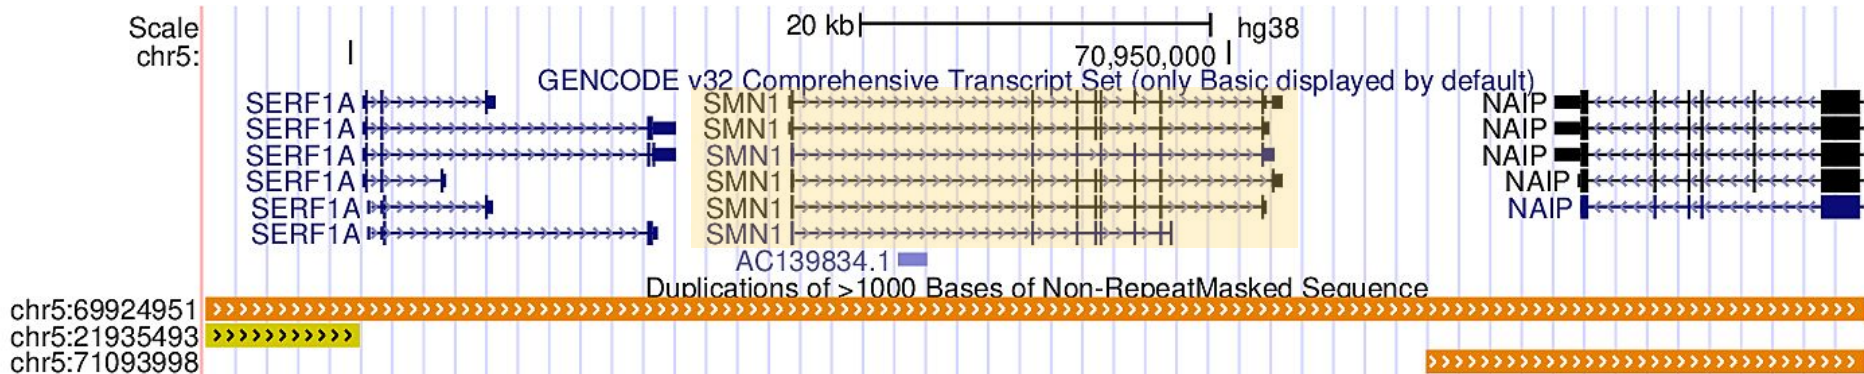 Scale 20 kb hg38
chr5: 70,950,000
GENCODE v32 Comprehensive Transcript Set (only Basic displayed by default)
SERF1A SMN1 NAIP
SERF1A SMN1 NAIP
SERF1A SMN1 NAIP
SERF1A SMN1 NAIP
SERF1A SMN1 NAIP
SERF1A SMN1
AC139834.1
Duplications of >1000 Bases of Non-RepeatMasked Sequence
chr5:69924951
chr5:21935493
chr5:71093998